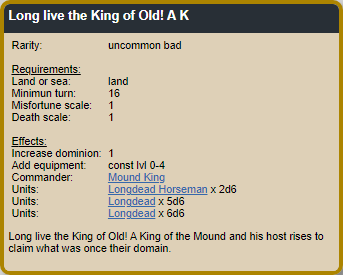 Long live the King of Old! A K
Rarity: uncommon bad
Requirements:
Land or sea: land
Minimun turn: 16
Misfortune scale: 1
Death scale: 1
Effects:
Increase dominion: 1
Add equipment: const lvl 0-4
Commander: Mound King
Units: Longdead Horseman x 2d6
Units: Longdead x 5d6
Units: Longdead x 6d6
Long live the King of Old! A King of the Mound and his host rises to
claim what was once their domain.